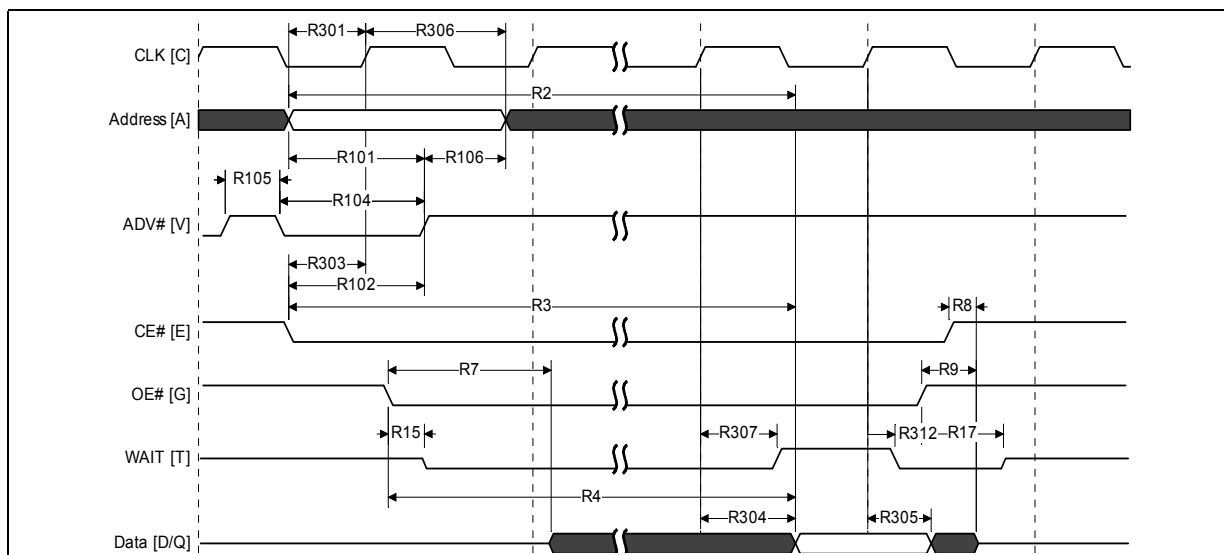 R301 R306
CLK [C]
R2
Address [A]
R101 R106
R105
R104
ADV# [V]
R303
R102
R3
R8
CE# [E]
R7
R9
OE# [G]
R15 R307 R312 R17
WAIT [T]
R4
R304 R305
Data [D/Q]